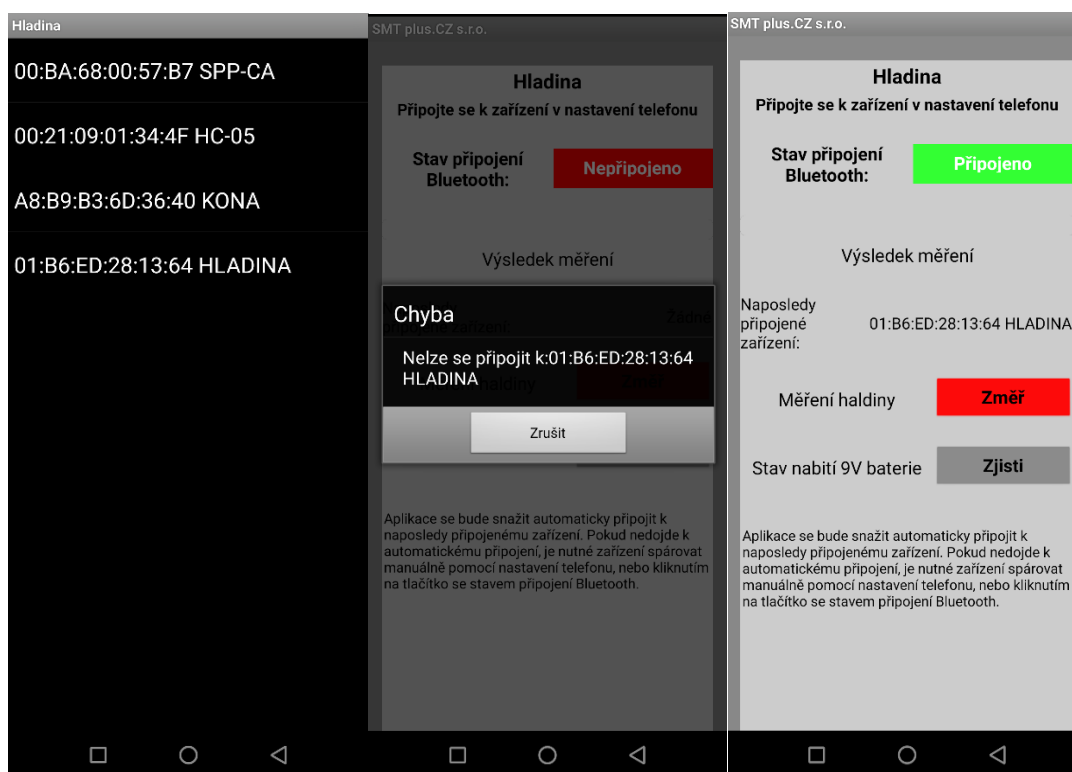 Hladina
00:BA:68:00:57:B7 SPP-CA
00:21:09:01:34:4F HC-05
A8:B9:B3:6D:36:40 KONA
01:B6:ED:28:13:64 HLADINA
SMT plus.CZ s.r.o.
Hladina
Připojte se k zařízení v nastavení telefonu
Stav připojení
Bluetooth:
Nepřipojeno
Výsledek měření
připojené zařízení:
Žádné
Chyba
Nelze se připojit k:01:B6:ED:28:13:64
HLADINA
haldiny
Změř
Zrušit
Aplikace se bude snažit automaticky připojit k
naposledy připojenému zařízení. Pokud nedojde k
automatickému připojení, je nutné zařízení spárovat
manuálně pomocí nastavení telefonu, nebo kliknutím
na tlačítko se stavem připojení Bluetooth.
SMT plus.CZ s.r.o.
Hladina
Připojte se k zařízení v nastavení telefonu
Stav připojení
Bluetooth:
Připojeno
Výsledek měření
Naposledy
připojené
zařízení:
01:B6:ED:28:13:64 HLADINA
Měření haldiny
Změř
Stav nabití 9V baterie
Zjisti
Aplikace se bude snažit automaticky připojit k
naposledy připojenému zařízení. Pokud nedojde k
automatickému připojení, je nutné zařízení spárovat
manuálně pomocí nastavení telefonu, nebo kliknutím
na tlačítko se stavem připojení Bluetooth.